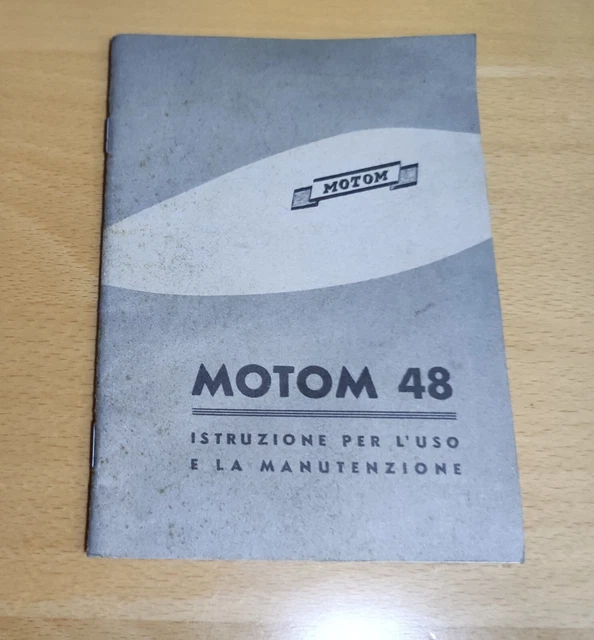 MOTOM
MOTOM 48
ISTRUZIONE PER L'USO
E LA MANUTENZIONE